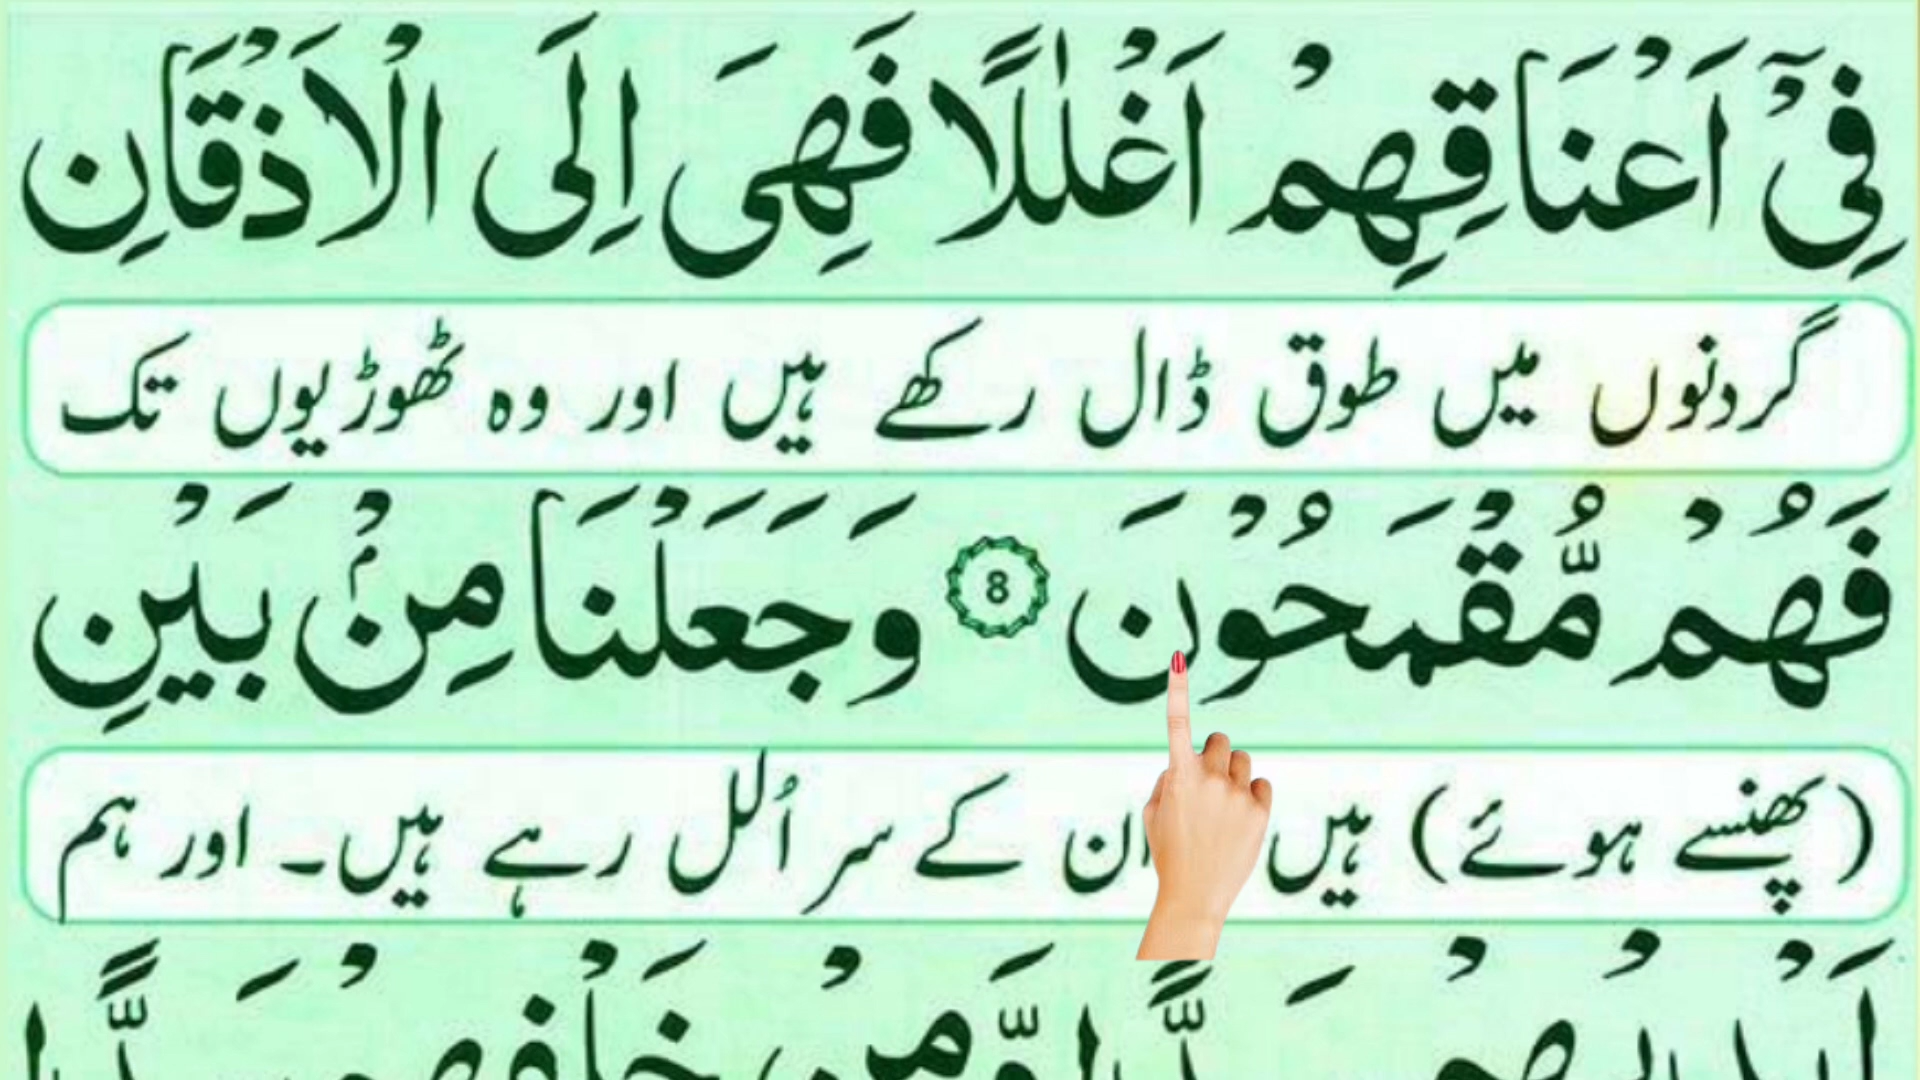 فِیْۤ اَعْنَاقِهِمْ اَغْلٰلًا فَهِیَ اِلَی الْاَذْقَانِ
گردنوں میں طوق ڈال رکھے ہیں اور وہ ٹھوڑیوں تک
فَهُمْ مُّقْمَحُوْنَ 8 وَجَعَلْنَا مِنْۢ بَیْنِ
(پھنسے ہوئے) ہیں ان کے سر اُلل رہے ہیں۔ اور ہم
اَیْدِیْهِمْ سَدًّا وَّمِنْ خَلْفِهِمْ سَدًّا